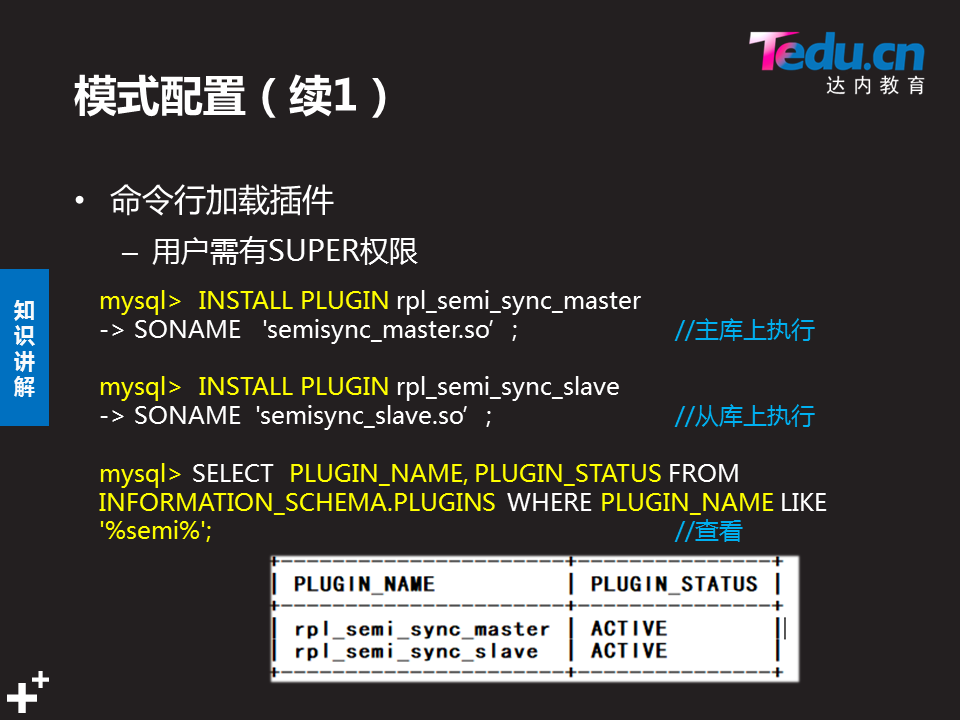 Tedu.cn
达内教育
模式配置（续1）
• 命令行加载插件
– 用户需有SUPER权限
知识讲解
mysql> INSTALL PLUGIN rpl_semi_sync_master
-> SONAME 'semisync_master.so’; //主库上执行
mysql> INSTALL PLUGIN rpl_semi_sync_slave
-> SONAME 'semisync_slave.so’; //从库上执行
mysql> SELECT PLUGIN_NAME, PLUGIN_STATUS FROM
INFORMATION_SCHEMA.PLUGINS WHERE PLUGIN_NAME LIKE
'%semi%'; //查看
+------------------------+----------------+
| PLUGIN_NAME | PLUGIN_STATUS |
+------------------------+----------------+
| rpl_semi_sync_master | ACTIVE |
| rpl_semi_sync_slave | ACTIVE |
+------------------------+----------------+